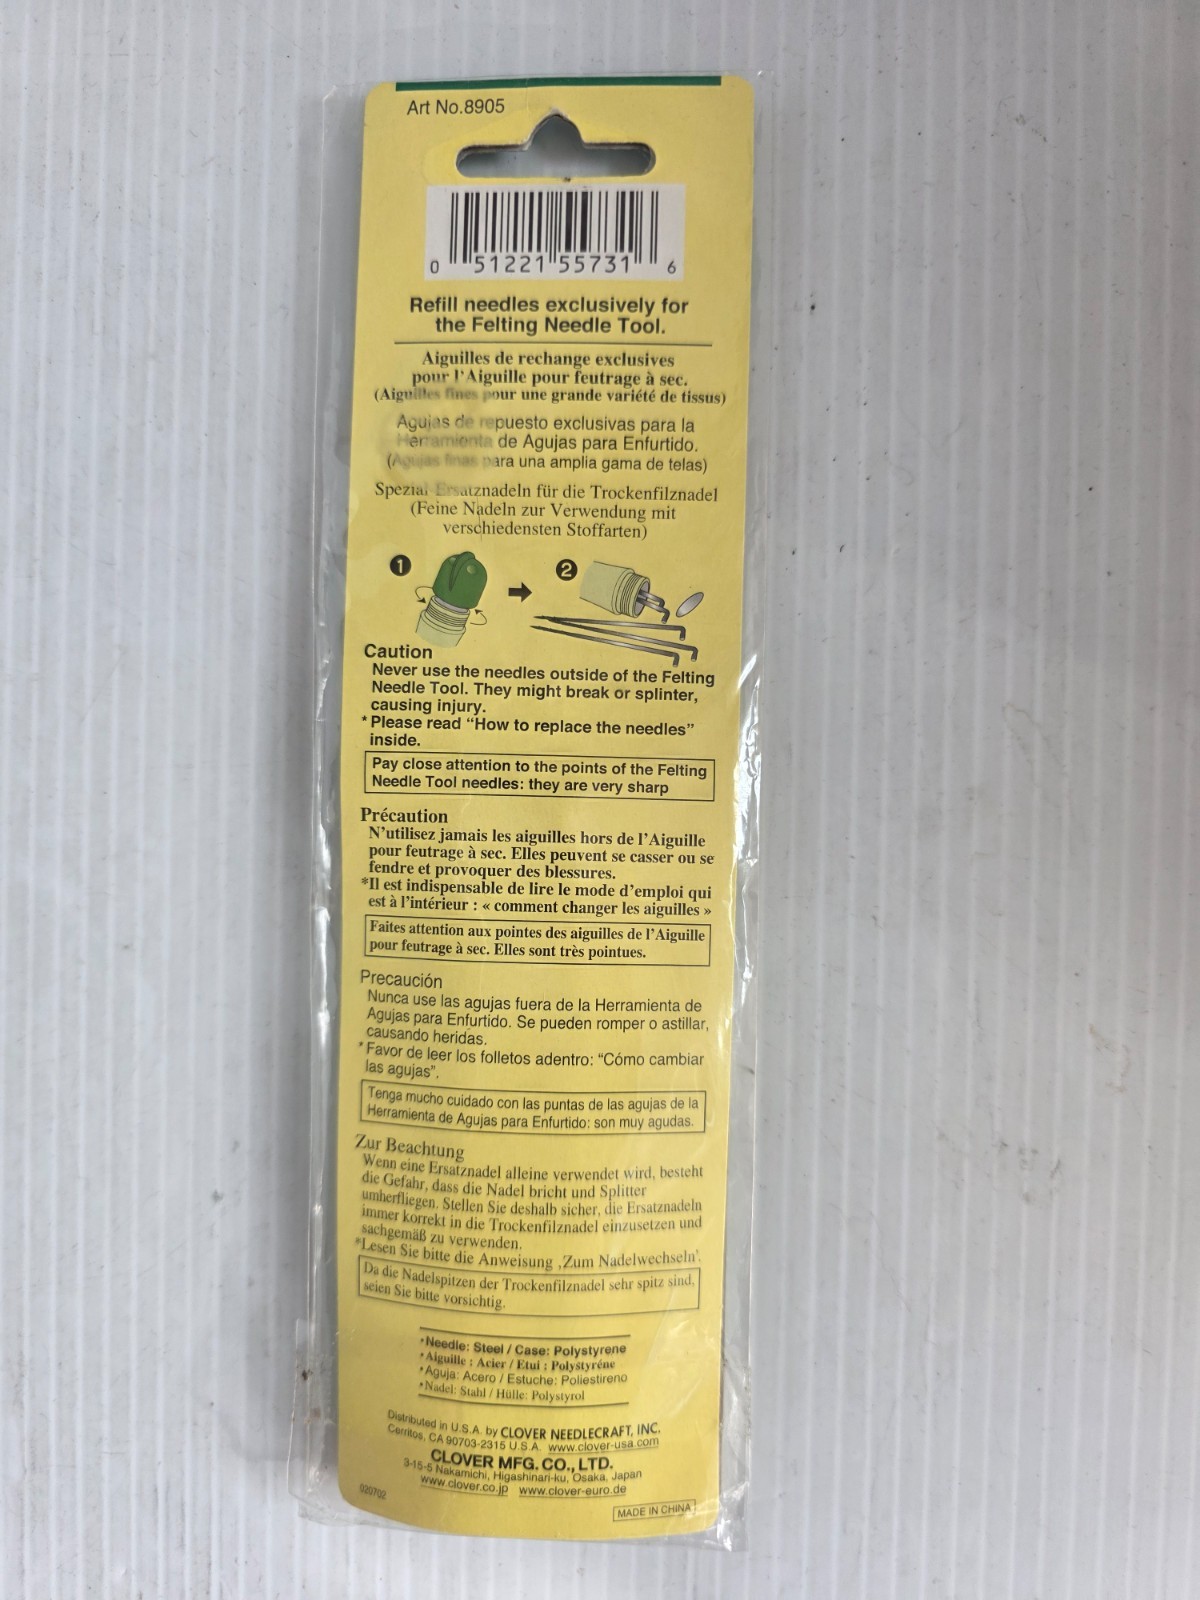 Art No.8905
0 51221 55731 6
Refill needles exclusively for
the Felting Needle Tool.
Aiguilles de rechange exclusives
pour l'Aiguille pour feutrage à sec.
(Aiguilles fines pour une grande variété de tissus)
Agujas de repuesto exclusivas para la
Herramienta de Agujas para Enfurtido.
(Agujas finas para una amplia gama de telas)
Spezial Ersatznadeln für die Trockenfilznadel
(Feine Nadeln zur Verwendung mit
verschiedensten Stoffarten)
1 2
Caution
Never use the needles outside of the Felting
Needle Tool. They might break or splinter,
causing injury.
*Please read “How to replace the needles”
inside.
Pay close attention to the points of the Felting
Needle Tool needles: they are very sharp
Précaution
N'utilisez jamais les aiguilles hors de l'Aiguille
pour feutrage à sec. Elles peuvent se casser ou se
fendre et provoquer des blessures.
*Il est indispensable de lire le mode d'emploi qui
est à l'intérieur : « comment changer les aiguilles »
Faites attention aux pointes des aiguilles de l'Aiguille
pour feutrage à sec. Elles sont très pointues.
Precaución
Nunca use las agujas fuera de la Herramienta de
Agujas para Enfurtido. Se pueden romper o astillar,
causando heridas.
*Favor de leer los folletos adentro: “Cómo cambiar
las agujas”.
Tenga mucho cuidado con las puntas de las agujas de la
Herramienta de Agujas para Enfurtido: son muy agudas.
Zur Beachtung
Wenn eine Ersatznadel alleine verwendet wird, besteht
die Gefahr, dass die Nadel bricht und Splitter
umherfliegen. Stellen Sie deshalb sicher, die Ersatznadeln
immer korrekt in die Trockenfilznadel einzusetzen und
sachgemäß zu verwenden.
*Lesen Sie bitte die Anweisung ‚Zum Nadelwechseln'.
Da die Nadelspitzen der Trockenfilznadel sehr spitz sind,
seien Sie bitte vorsichtig.
•Needle: Steel / Case: Polystyrene
•Aiguille : Acier / Etui : Polystyréne
•Aguja: Acero / Estuche: Poliestireno
•Nadel: Stahl / Hülle: Polystyrol
Distributed in U.S.A. by CLOVER NEEDLECRAFT, INC.
Cerritos, CA 90703-2315 U.S.A. www.clover-usa.com
CLOVER MFG. CO., LTD.
3-15-5 Nakamichi, Higashinari-ku, Osaka, Japan
www.clover.co.jp www.clover-euro.de
020702
MADE IN CHINA